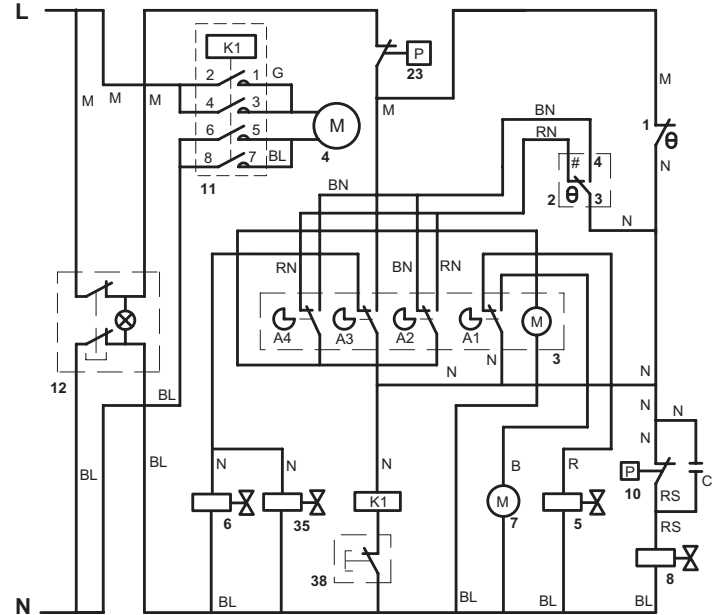 L
K1
P
23
2 1 G
M M M M M
4 3
BN
1
6 5 M
RN
8 7 BL 4
# 4
11
N
BN
2 3
N
RN BN RN
A4 A3 A2 A1 M
3
12
N N N
BL
N
N
BL BL N N N B R
P
10
C
6 35 K1 M
7
5
RS
RS
38
8
N
BL BL BL BL